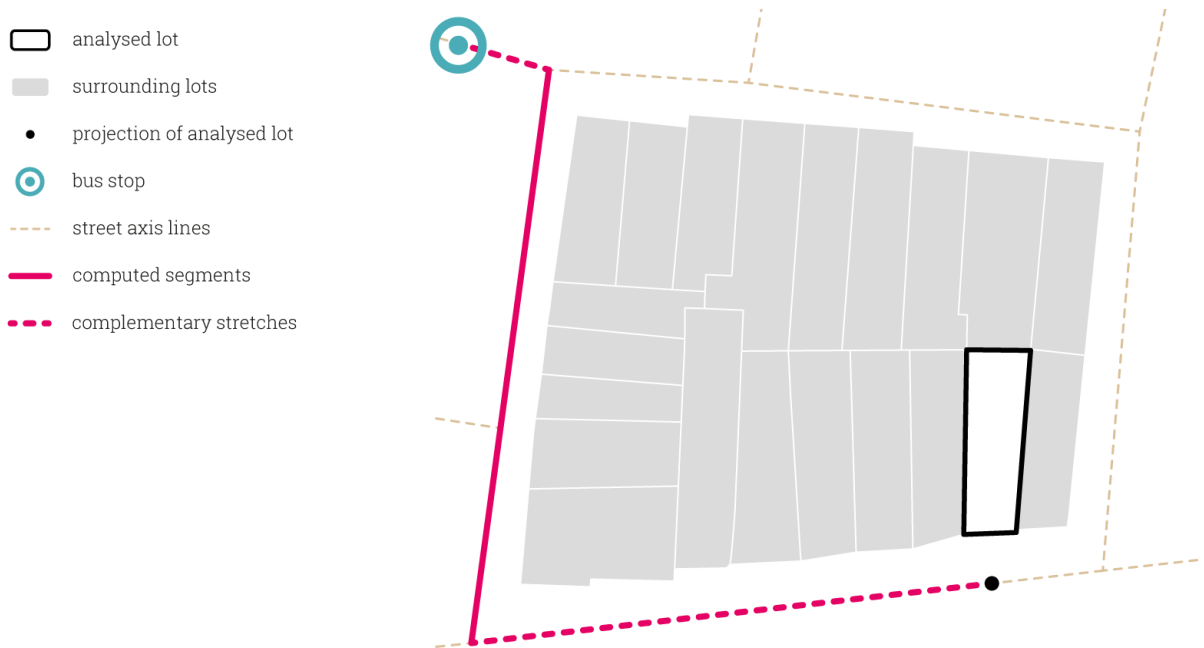 analysed lot
surrounding lots
projection of analysed lot
bus stop
street axis lines
computed segments
complementary stretches